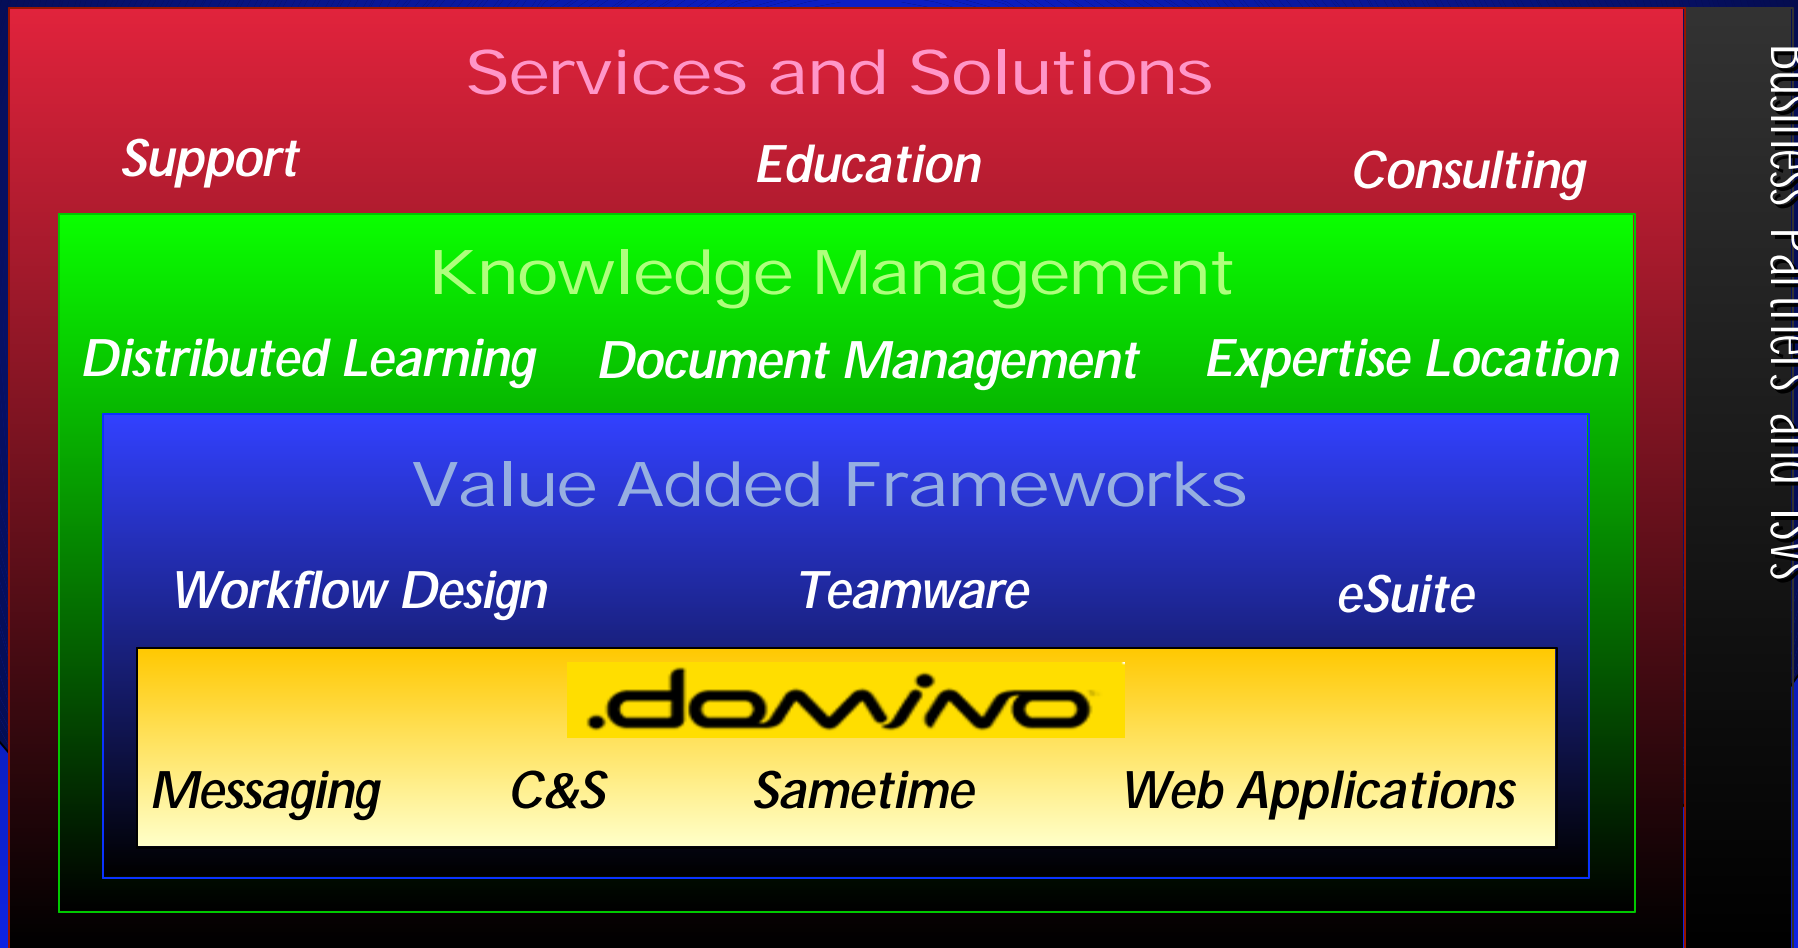 Services and Solutions
Support Education Consulting
Knowledge Management
Distributed Learning Document Management Expertise Location
Value Added Frameworks
Workflow Design Teamware eSuite
.domino
Messaging C&S Sametime Web Applications
Business Partners and ISVs